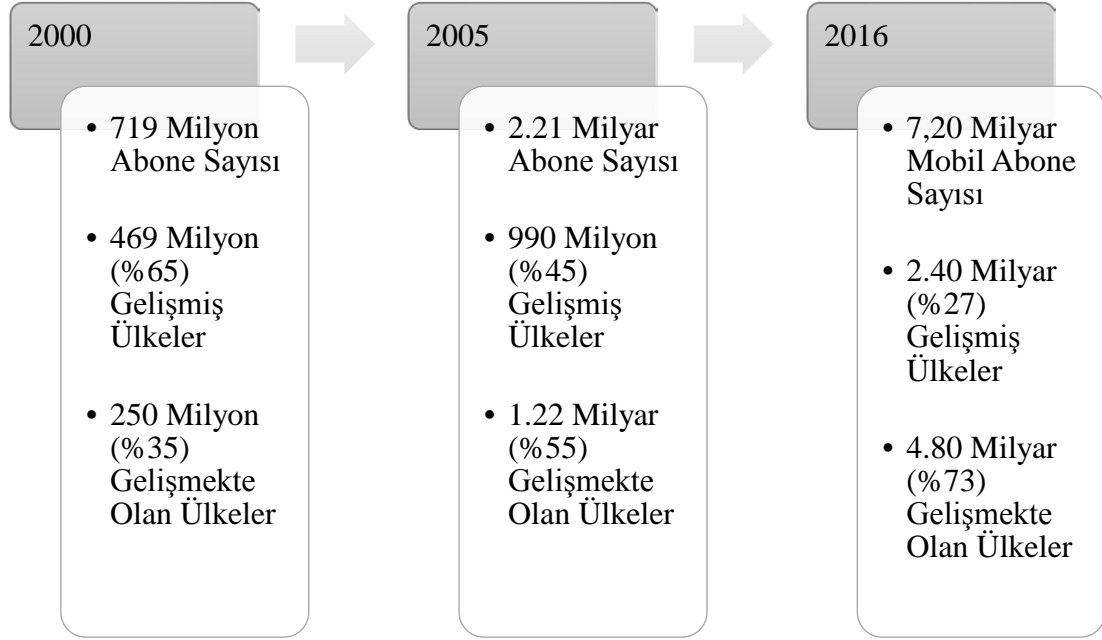 2000
• 719 Milyon
Abone Sayısı
• 469 Milyon
(%65)
Gelişmiş
Ülkeler
• 250 Milyon
(%35)
Gelişmekte
Olan Ülkeler
2005
• 2.21 Milyar
Abone Sayısı
• 990 Milyon
(%45)
Gelişmiş
Ülkeler
• 1.22 Milyar
(%55)
Gelişmekte
Olan Ülkeler
2016
• 7,20 Milyar
Mobil Abone
Sayısı
• 2.40 Milyar
(%27)
Gelişmiş
Ülkeler
• 4.80 Milyar
(%73)
Gelişmekte
Olan Ülkeler